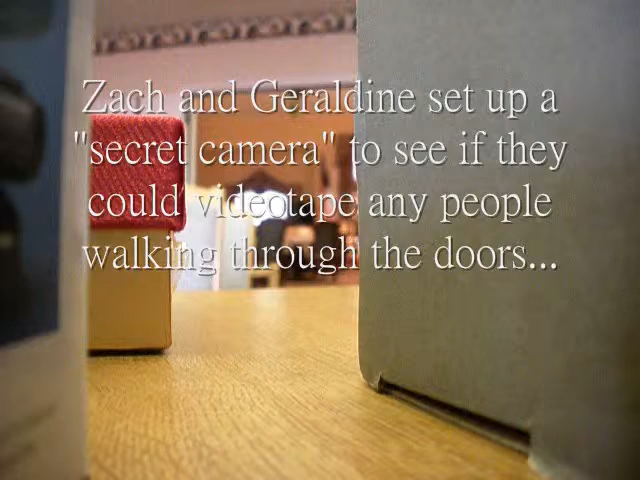 Zach and Geraldine set up a
"secret camera" to see if they
could videotape any people
walking through the doors...